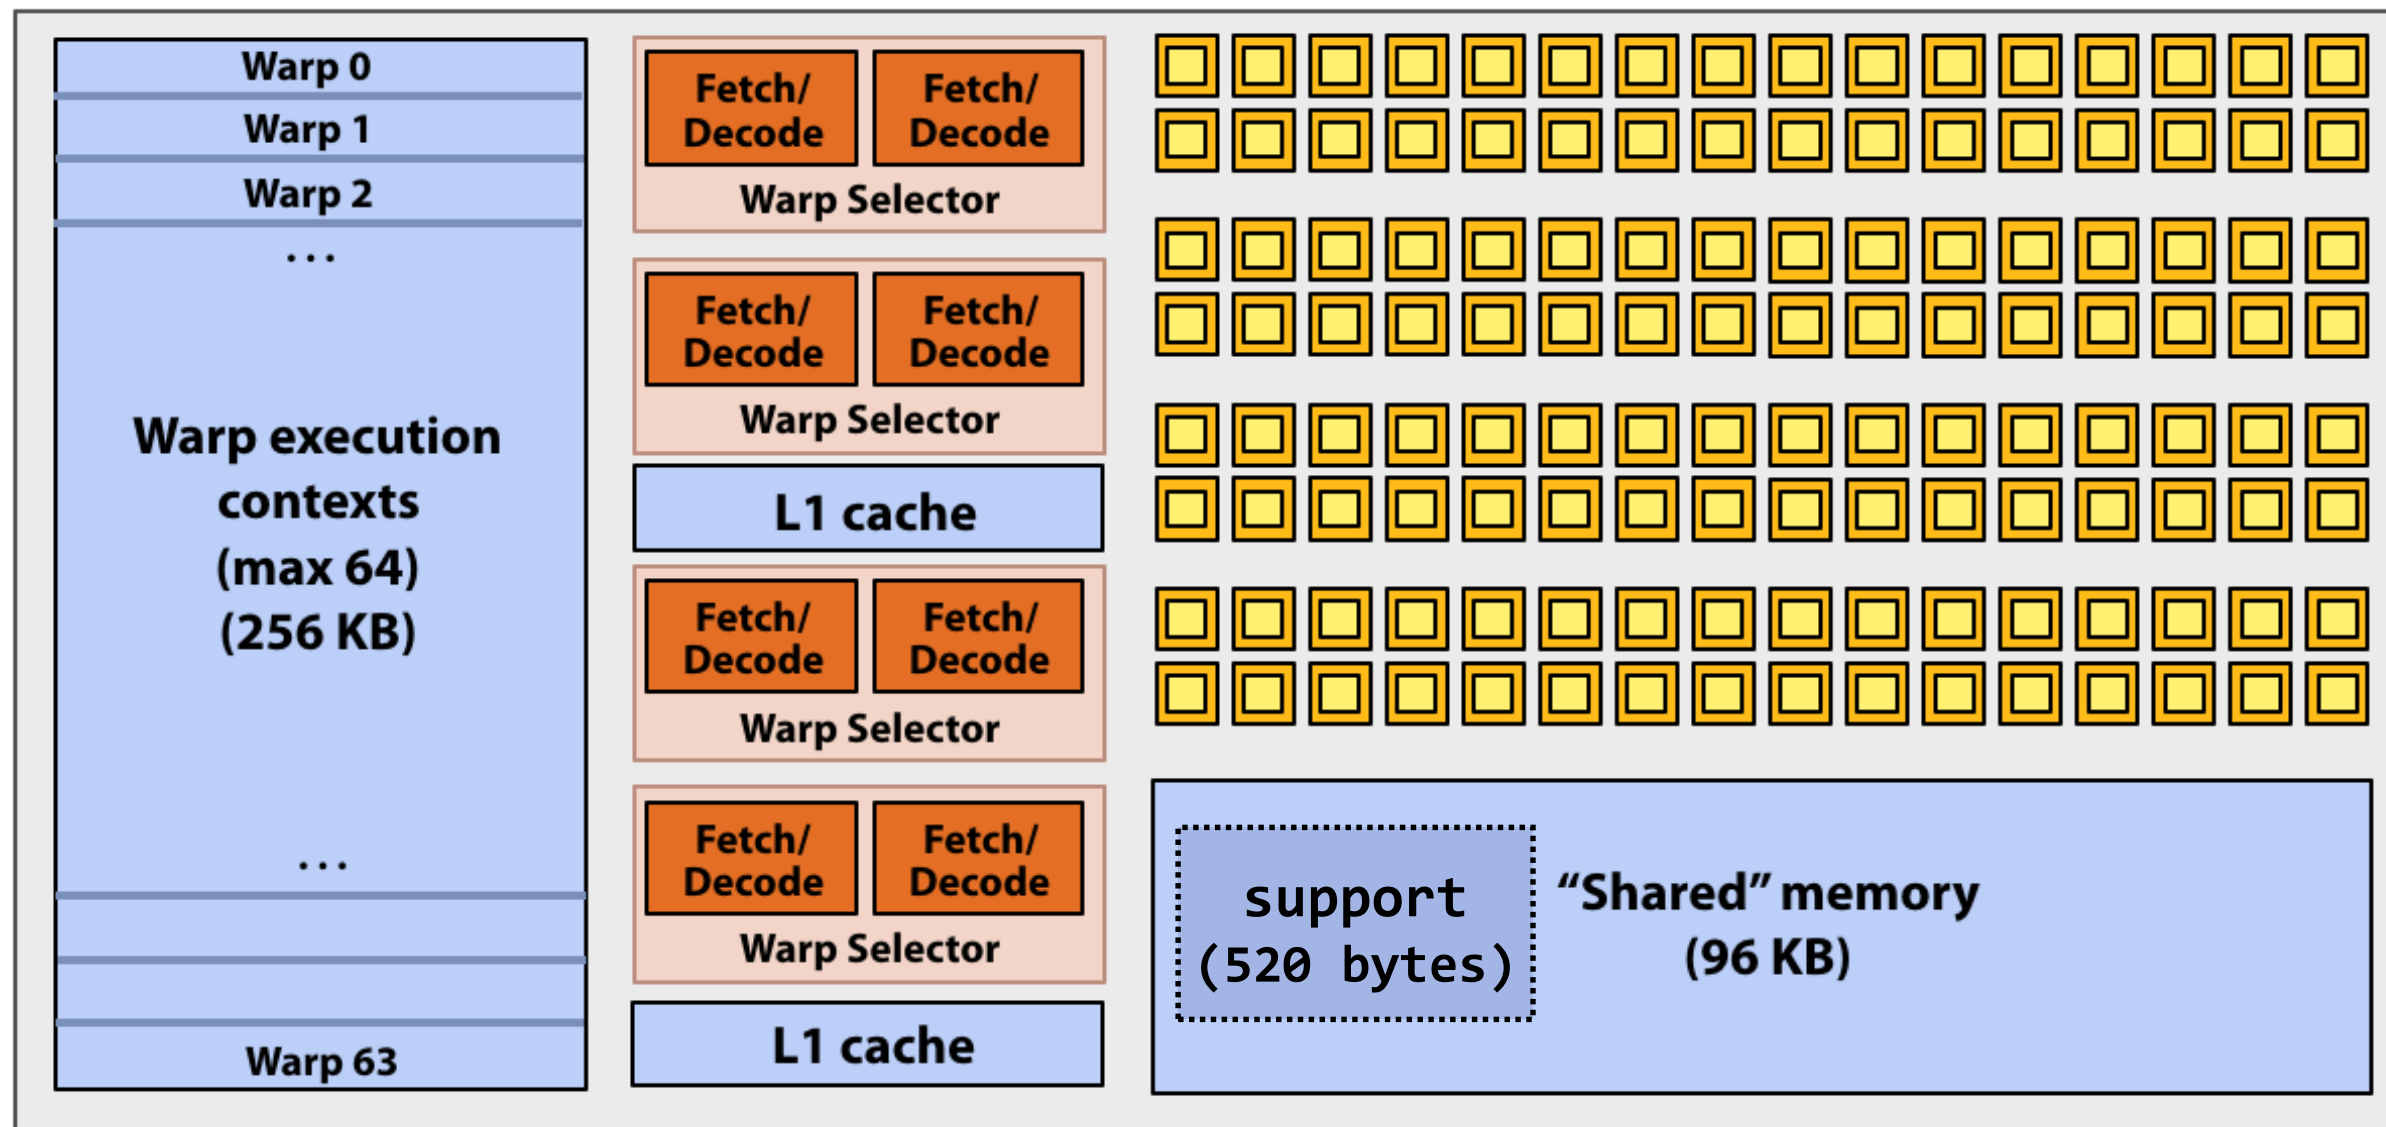 Warp 0
Warp 1
Warp 2
...
Warp execution
contexts
(max 64)
(256 KB)
...
Warp 63
Fetch/
Decode
Fetch/
Decode
Warp Selector
Fetch/
Decode
Fetch/
Decode
Warp Selector
L1 cache
Fetch/
Decode
Fetch/
Decode
Warp Selector
Fetch/
Decode
Fetch/
Decode
Warp Selector
L1 cache
support
(520 bytes)
“Shared” memory
(96 KB)